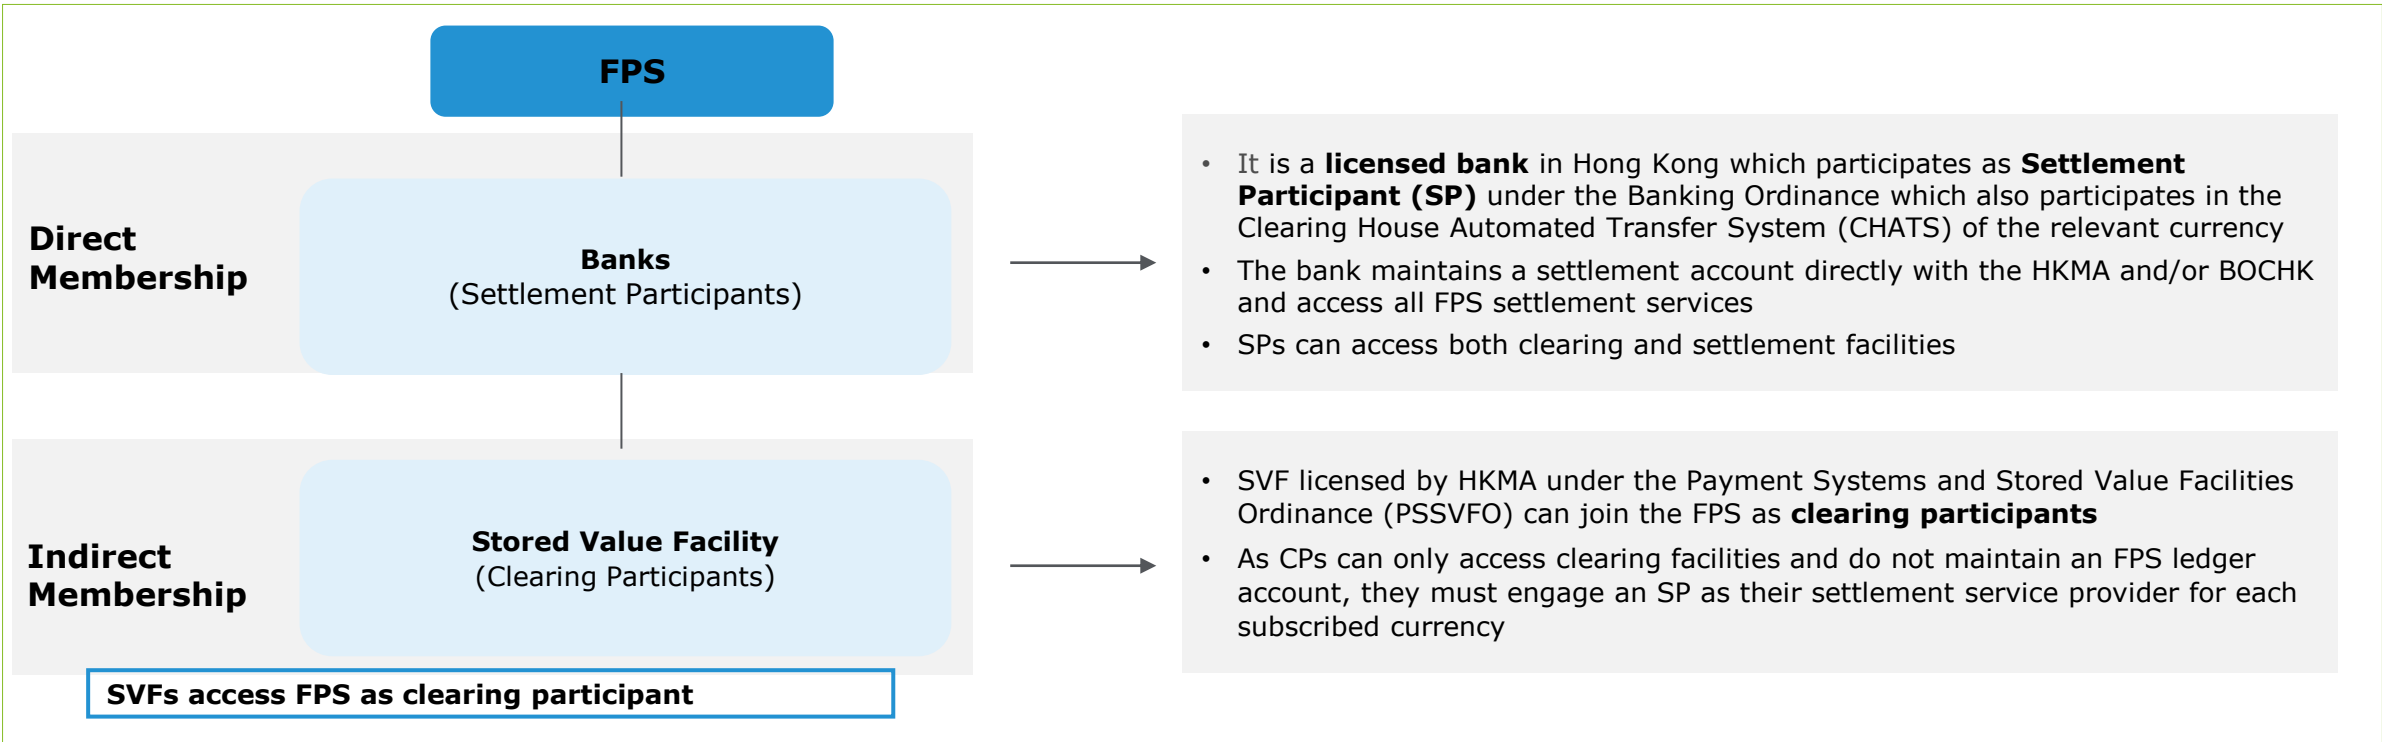 FPS
Direct
Membership
Banks
(Settlement Participants)
• It is a licensed bank in Hong Kong which participates as Settlement
Participant (SP) under the Banking Ordinance which also participates in the
Clearing House Automated Transfer System (CHATS) of the relevant currency
• The bank maintains a settlement account directly with the HKMA and/or BOCHK
and access all FPS settlement services
• SPs can access both clearing and settlement facilities
Indirect
Membership
Stored Value Facility
(Clearing Participants)
• SVF licensed by HKMA under the Payment Systems and Stored Value Facilities
Ordinance (PSSVFO) can join the FPS as clearing participants
• As CPs can only access clearing facilities and do not maintain an FPS ledger
account, they must engage an SP as their settlement service provider for each
subscribed currency
SVFs access FPS as clearing participant